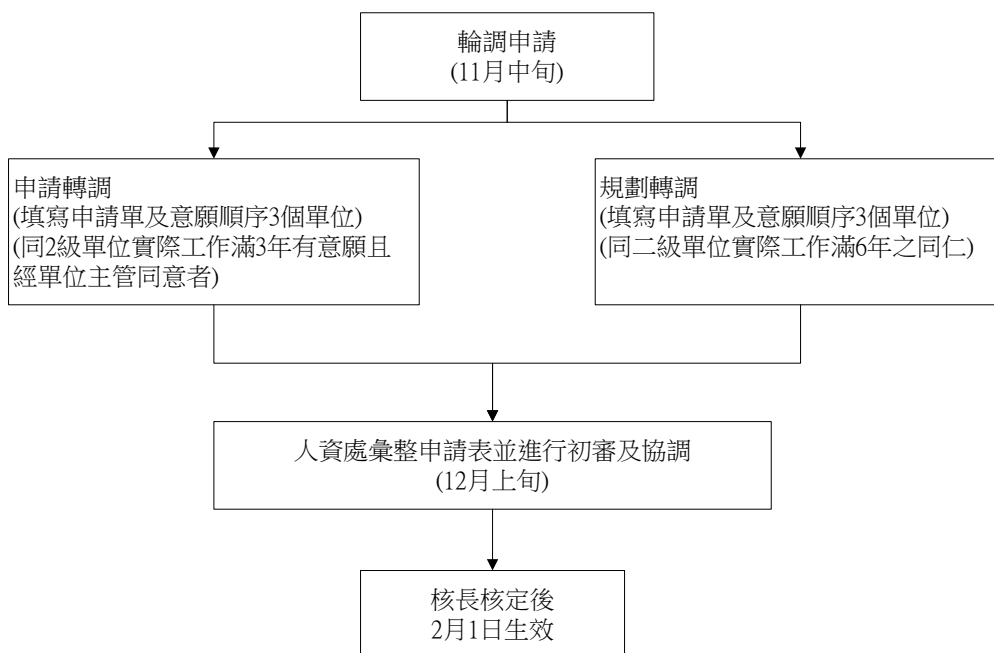 輪調申請
(11月中旬)
申請轉調
(填寫申請單及意願順序3個單位)
(同2級單位實際工作滿3年有意願且
經單位主管同意者)
規劃轉調
(填寫申請單及意願順序3個單位)
(同二級單位實際工作滿6年之同仁)
人資處彙整申請表並進行初審及協調
(12月上旬)
核長核定後
2月1日生效